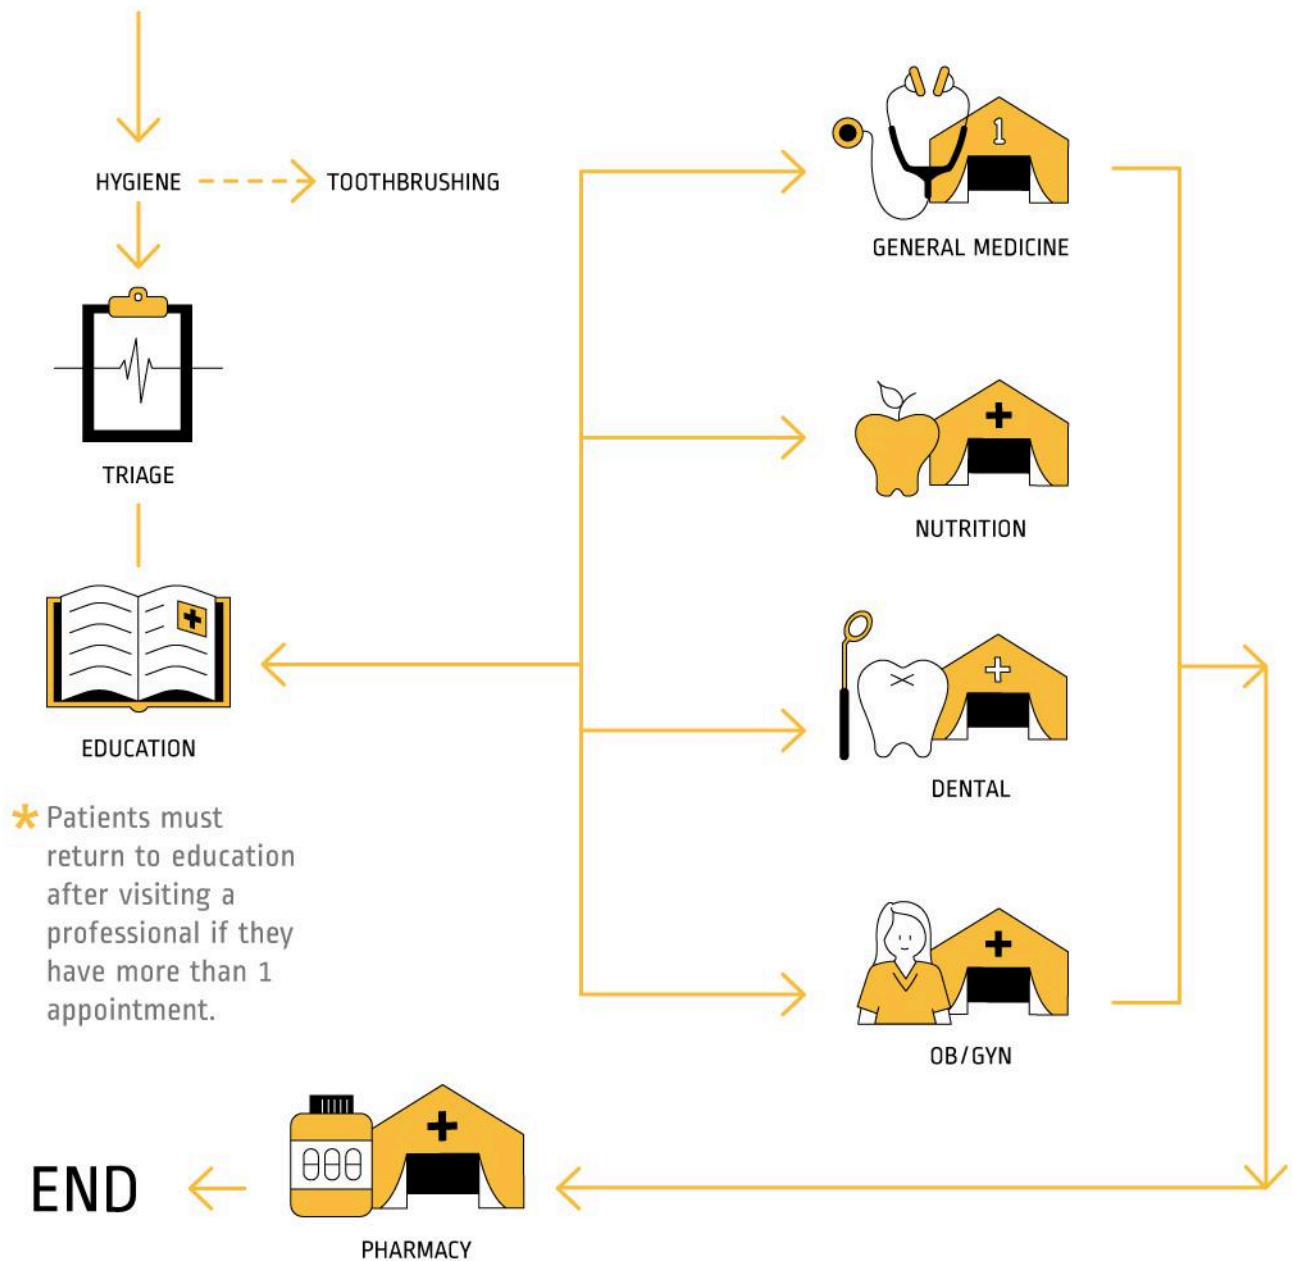 HYGIENE
TOOTHBRUSHING
1
GENERAL MEDICINE
TRIAGE
NUTRITION
EDUCATION
DENTAL
* Patients must
return to education
after visiting a
professional if they
have more than 1
appointment.
OB/GYN
END
PHARMACY